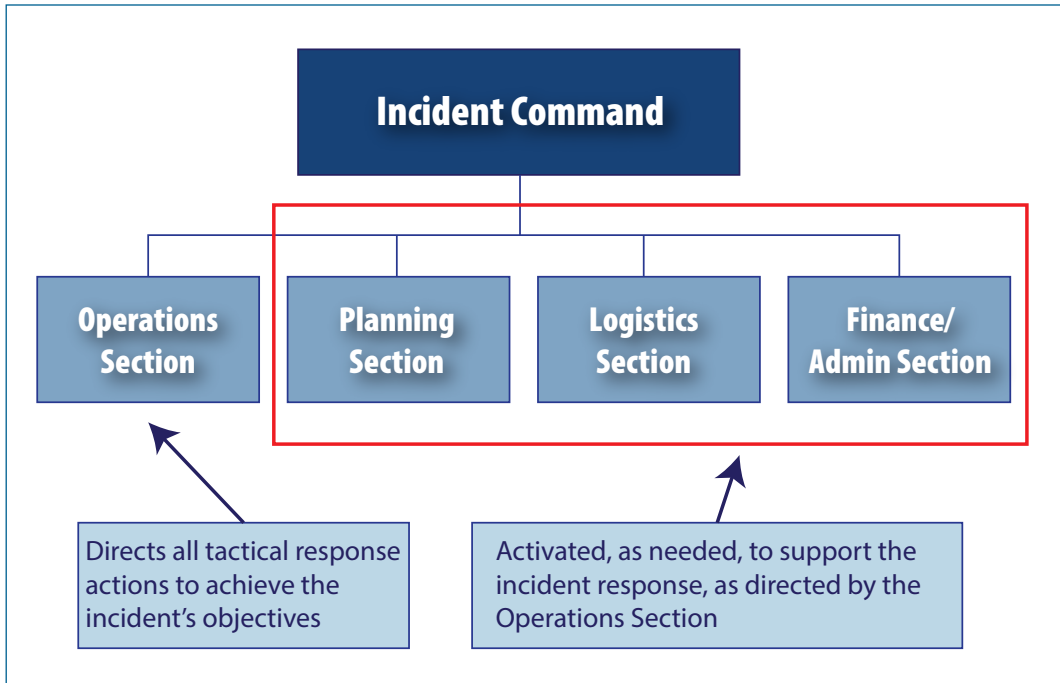 Incident Command
Operations
Section
Planning
Section
Logistics
Section
Finance/
Admin Section
Directs all tactical response
actions to achieve the
incident’s objectives
Activated, as needed, to support the
incident response, as directed by the
Operations Section